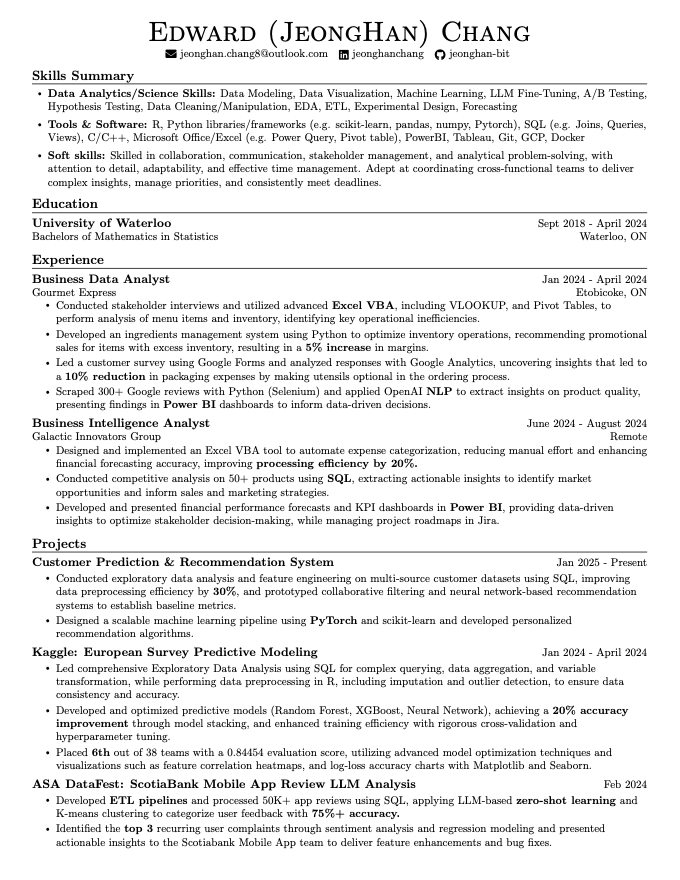 Edward (JeongHan) Chang
jeonghan.chang8@outlook.com jeonghanchang jeonghan-bit
Skills Summary
• Data Analytics/Science Skills: Data Modeling, Data Visualization, Machine Learning, LLM Fine-Tuning, A/B Testing,
Hypothesis Testing, Data Cleaning/Manipulation, EDA, ETL, Experimental Design, Forecasting
• Tools & Software: R, Python libraries/frameworks (e.g. scikit-learn, pandas, numpy, Pytorch), SQL (e.g. Joins, Queries,
Views), C/C++, Microsoft Office/Excel (e.g. Power Query, Pivot table), PowerBI, Tableau, Git, GCP, Docker
• Soft skills: Skilled in collaboration, communication, stakeholder management, and analytical problem-solving, with
attention to detail, adaptability, and effective time management. Adept at coordinating cross-functional teams to deliver
complex insights, manage priorities, and consistently meet deadlines.
Education
University of Waterloo Sept 2018 - April 2024
Bachelors of Mathematics in Statistics Waterloo, ON
Experience
Business Data Analyst Jan 2024 - April 2024
Gourmet Express Etobicoke, ON
• Conducted stakeholder interviews and utilized advanced Excel VBA, including VLOOKUP, and Pivot Tables, to
perform analysis of menu items and inventory, identifying key operational inefficiencies.
• Developed an ingredients management system using Python to optimize inventory operations, recommending promotional
sales for items with excess inventory, resulting in a 5% increase in margins.
• Led a customer survey using Google Forms and analyzed responses with Google Analytics, uncovering insights that led to
a 10% reduction in packaging expenses by making utensils optional in the ordering process.
• Scraped 300+ Google reviews with Python (Selenium) and applied OpenAI NLP to extract insights on product quality,
presenting findings in Power BI dashboards to inform data-driven decisions.
Business Intelligence Analyst June 2024 - August 2024
Galactic Innovators Group Remote
• Designed and implemented an Excel VBA tool to automate expense categorization, reducing manual effort and enhancing
financial forecasting accuracy, improving processing efficiency by 20%.
• Conducted competitive analysis on 50+ products using SQL, extracting actionable insights to identify market
opportunities and inform sales and marketing strategies.
• Developed and presented financial performance forecasts and KPI dashboards in Power BI, providing data-driven
insights to optimize stakeholder decision-making, while managing project roadmaps in Jira.
Projects
Customer Prediction & Recommendation System Jan 2025 - Present
• Conducted exploratory data analysis and feature engineering on multi-source customer datasets using SQL, improving
data preprocessing efficiency by 30%, and prototyped collaborative filtering and neural network-based recommendation
systems to establish baseline metrics.
• Designed a scalable machine learning pipeline using PyTorch and scikit-learn and developed personalized
recommendation algorithms.
Kaggle: European Survey Predictive Modeling Jan 2024 - April 2024
• Led comprehensive Exploratory Data Analysis using SQL for complex querying, data aggregation, and variable
transformation, while performing data preprocessing in R, including imputation and outlier detection, to ensure data
consistency and accuracy.
• Developed and optimized predictive models (Random Forest, XGBoost, Neural Network), achieving a 20% accuracy
improvement through model stacking, and enhanced training efficiency with rigorous cross-validation and
hyperparameter tuning.
• Placed 6th out of 38 teams with a 0.84454 evaluation score, utilizing advanced model optimization techniques and
visualizations such as feature correlation heatmaps, and log-loss accuracy charts with Matplotlib and Seaborn.
ASA DataFest: ScotiaBank Mobile App Review LLM Analysis Feb 2024
• Developed ETL pipelines and processed 50K+ app reviews using SQL, applying LLM-based zero-shot learning and
K-means clustering to categorize user feedback with 75%+ accuracy.
• Identified the top 3 recurring user complaints through sentiment analysis and regression modeling and presented
actionable insights to the Scotiabank Mobile App team to deliver feature enhancements and bug fixes.